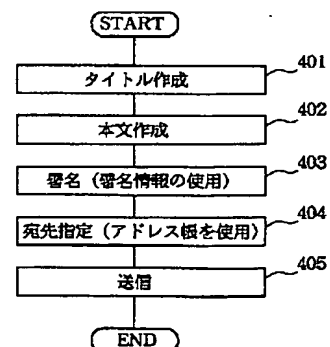 START
タイトル作成
401
本文作成
402
署名（署名情報の使用）
403
宛先指定（アドレス帳を使用）
404
送信
405
END